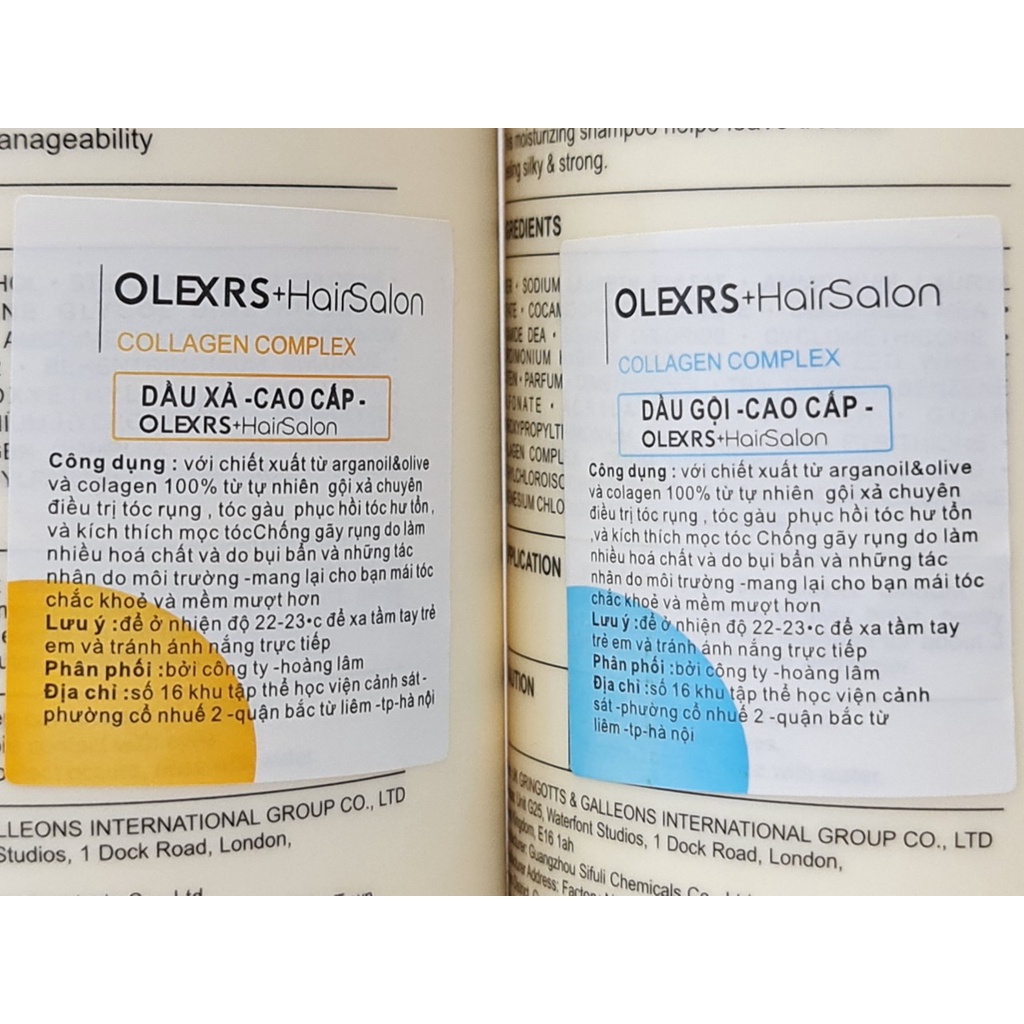 anageability
OLEXRS+HairSalon
COLLAGEN COMPLEX
DẦU XẢ -CAO CẤP-
OLEXRS+HairSalon
Công dụng : với chiết xuất từ arganoil&olive
và colagen 100% từ tự nhiên gội xả chuyên
điều trị tóc rụng , tóc gàu phục hồi tóc hư tổn ,
và kích thích mọc tócChống gãy rụng do làm
nhiều hoá chất và do bụi bẩn và những tác
nhân do môi trường -mang lại cho bạn mái tóc
chắc khoẻ và mềm mượt hơn
Lưu ý :để ở nhiện độ 22-23•c để xa tầm tay trẻ
em và tránh ánh nắng trực tiếp
Phân phối :bởi công ty -hoàng lâm
Địa chỉ :số 16 khu tập thể học viện cảnh sát-
phường cổ nhuế 2 -quận bắc từ liêm -tp-hà nội
LLEONS INTERNATIONAL GROUP CO., LTD
Studios, 1 Dock Road, London,
moisturizing shampoo helps
silky & strong.
REDIENTS
SODIUM
COCAM
DEA •
PARFUM
PLICATION
OLEXRS+HairSalon
COLLAGEN COMPLEX
DẦU GỘI -CAO CẤP -
OLEXRS+HairSalon
Công dụng : với chiết xuất từ arganoil&olive
và colagen 100% từ tự nhiên gội xả chuyên
điều trị tóc rụng , tóc gàu phục hồi tóc hư tổn
,và kích thích mọc tóc Chống gãy rụng do làm
nhiều hoá chất và do bụi bẩn và những tác
nhân do môi trường -mang lại cho bạn mái tóc
chắc khoẻ và mềm mượt hơn
Lưu ý :để ở nhiện độ 22-23•c để xa tầm tay
trẻ em và tránh ánh nắng trực tiếp
Phân phối :bởi công ty -hoàng lâm
Địa chỉ :số 16 khu tập thể học viện cảnh
sát -phường cổ nhuế 2 -quận bắc từ
liêm -tp-hà nội
GRINGOTTS & GALLEONS INTERNATIONAL GROUP CO., LTD
Unit G25, Waterfont Studios, 1 Dock Road, London,
E16 1ah
Guangzhou Sifuli Chemicals Co
Address: